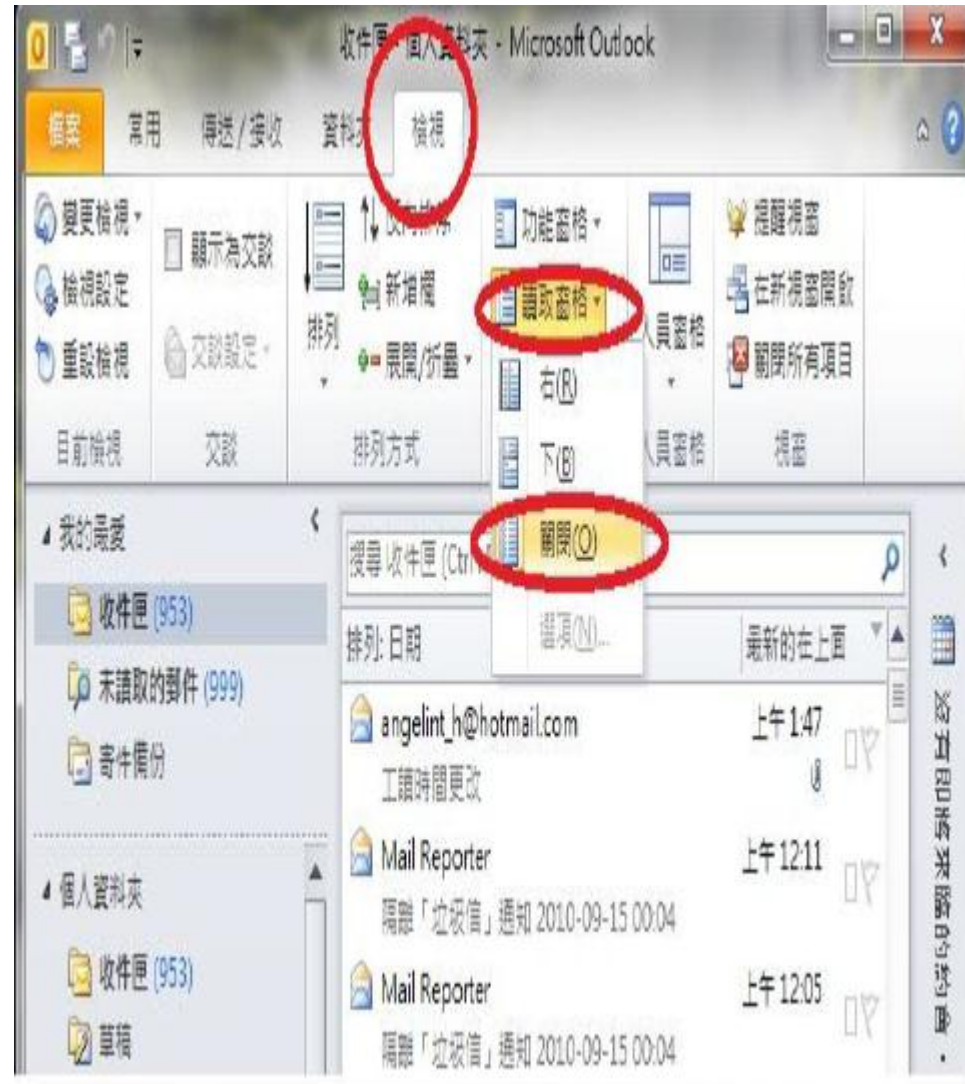 收件匣 - 個人資料夾 - Microsoft Outlook
檔案 常用 傳送/接收 資料夾 檢視
變更檢視
檢視設定
重設檢視
目前檢視
顯示為交談
交談設定
交談
排列
新增欄
展開/折疊
排列方式
功能窗格
讀取窗格
右(R)
下(B)
關閉(O)
選項(N)...
人員窗格
人員窗格
提醒視窗
在新視窗開啟
關閉所有項目
視窗
我的最愛
收件匣 (953)
未讀取的郵件 (999)
寄件備份
個人資料夾
收件匣 (953)
草稿
搜尋 收件匣 (Ctrl
排列: 日期 最新的在上面
angelint_h@hotmail.com 上午 1:47
工讀時間更改
Mail Reporter 上午 12:11
隔離「垃圾信」通知 2010-09-15 00:04
Mail Reporter 上午 12:05
隔離「垃圾信」通知 2010-09-15 00:04
沒有即將來臨的約會。